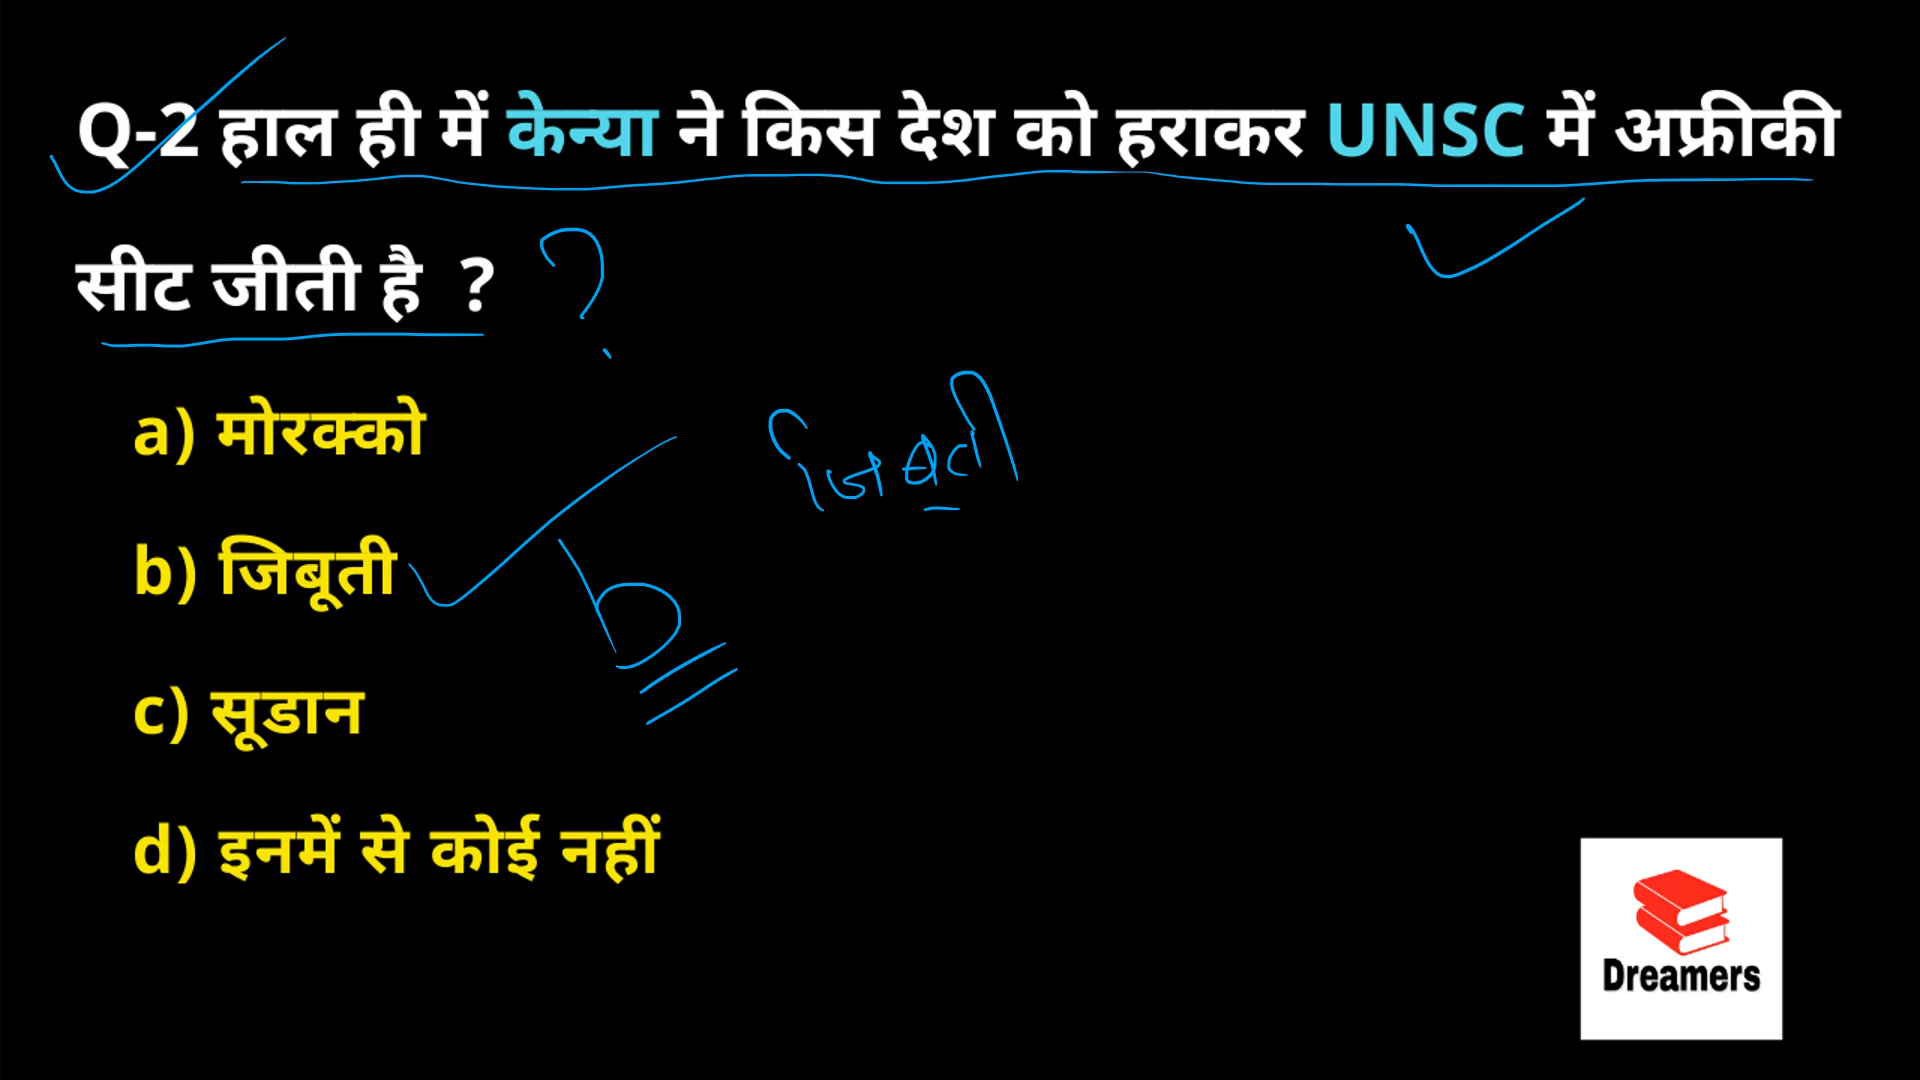 Q-2 हाल ही में केन्या ने किस देश को हराकर UNSC में अफ्रीकी
सीट जीती है ? ?
a) मोरक्को
जिबूती
b) जिबूती
b
c) सूडान
d) इनमें से कोई नहीं
Dreamers